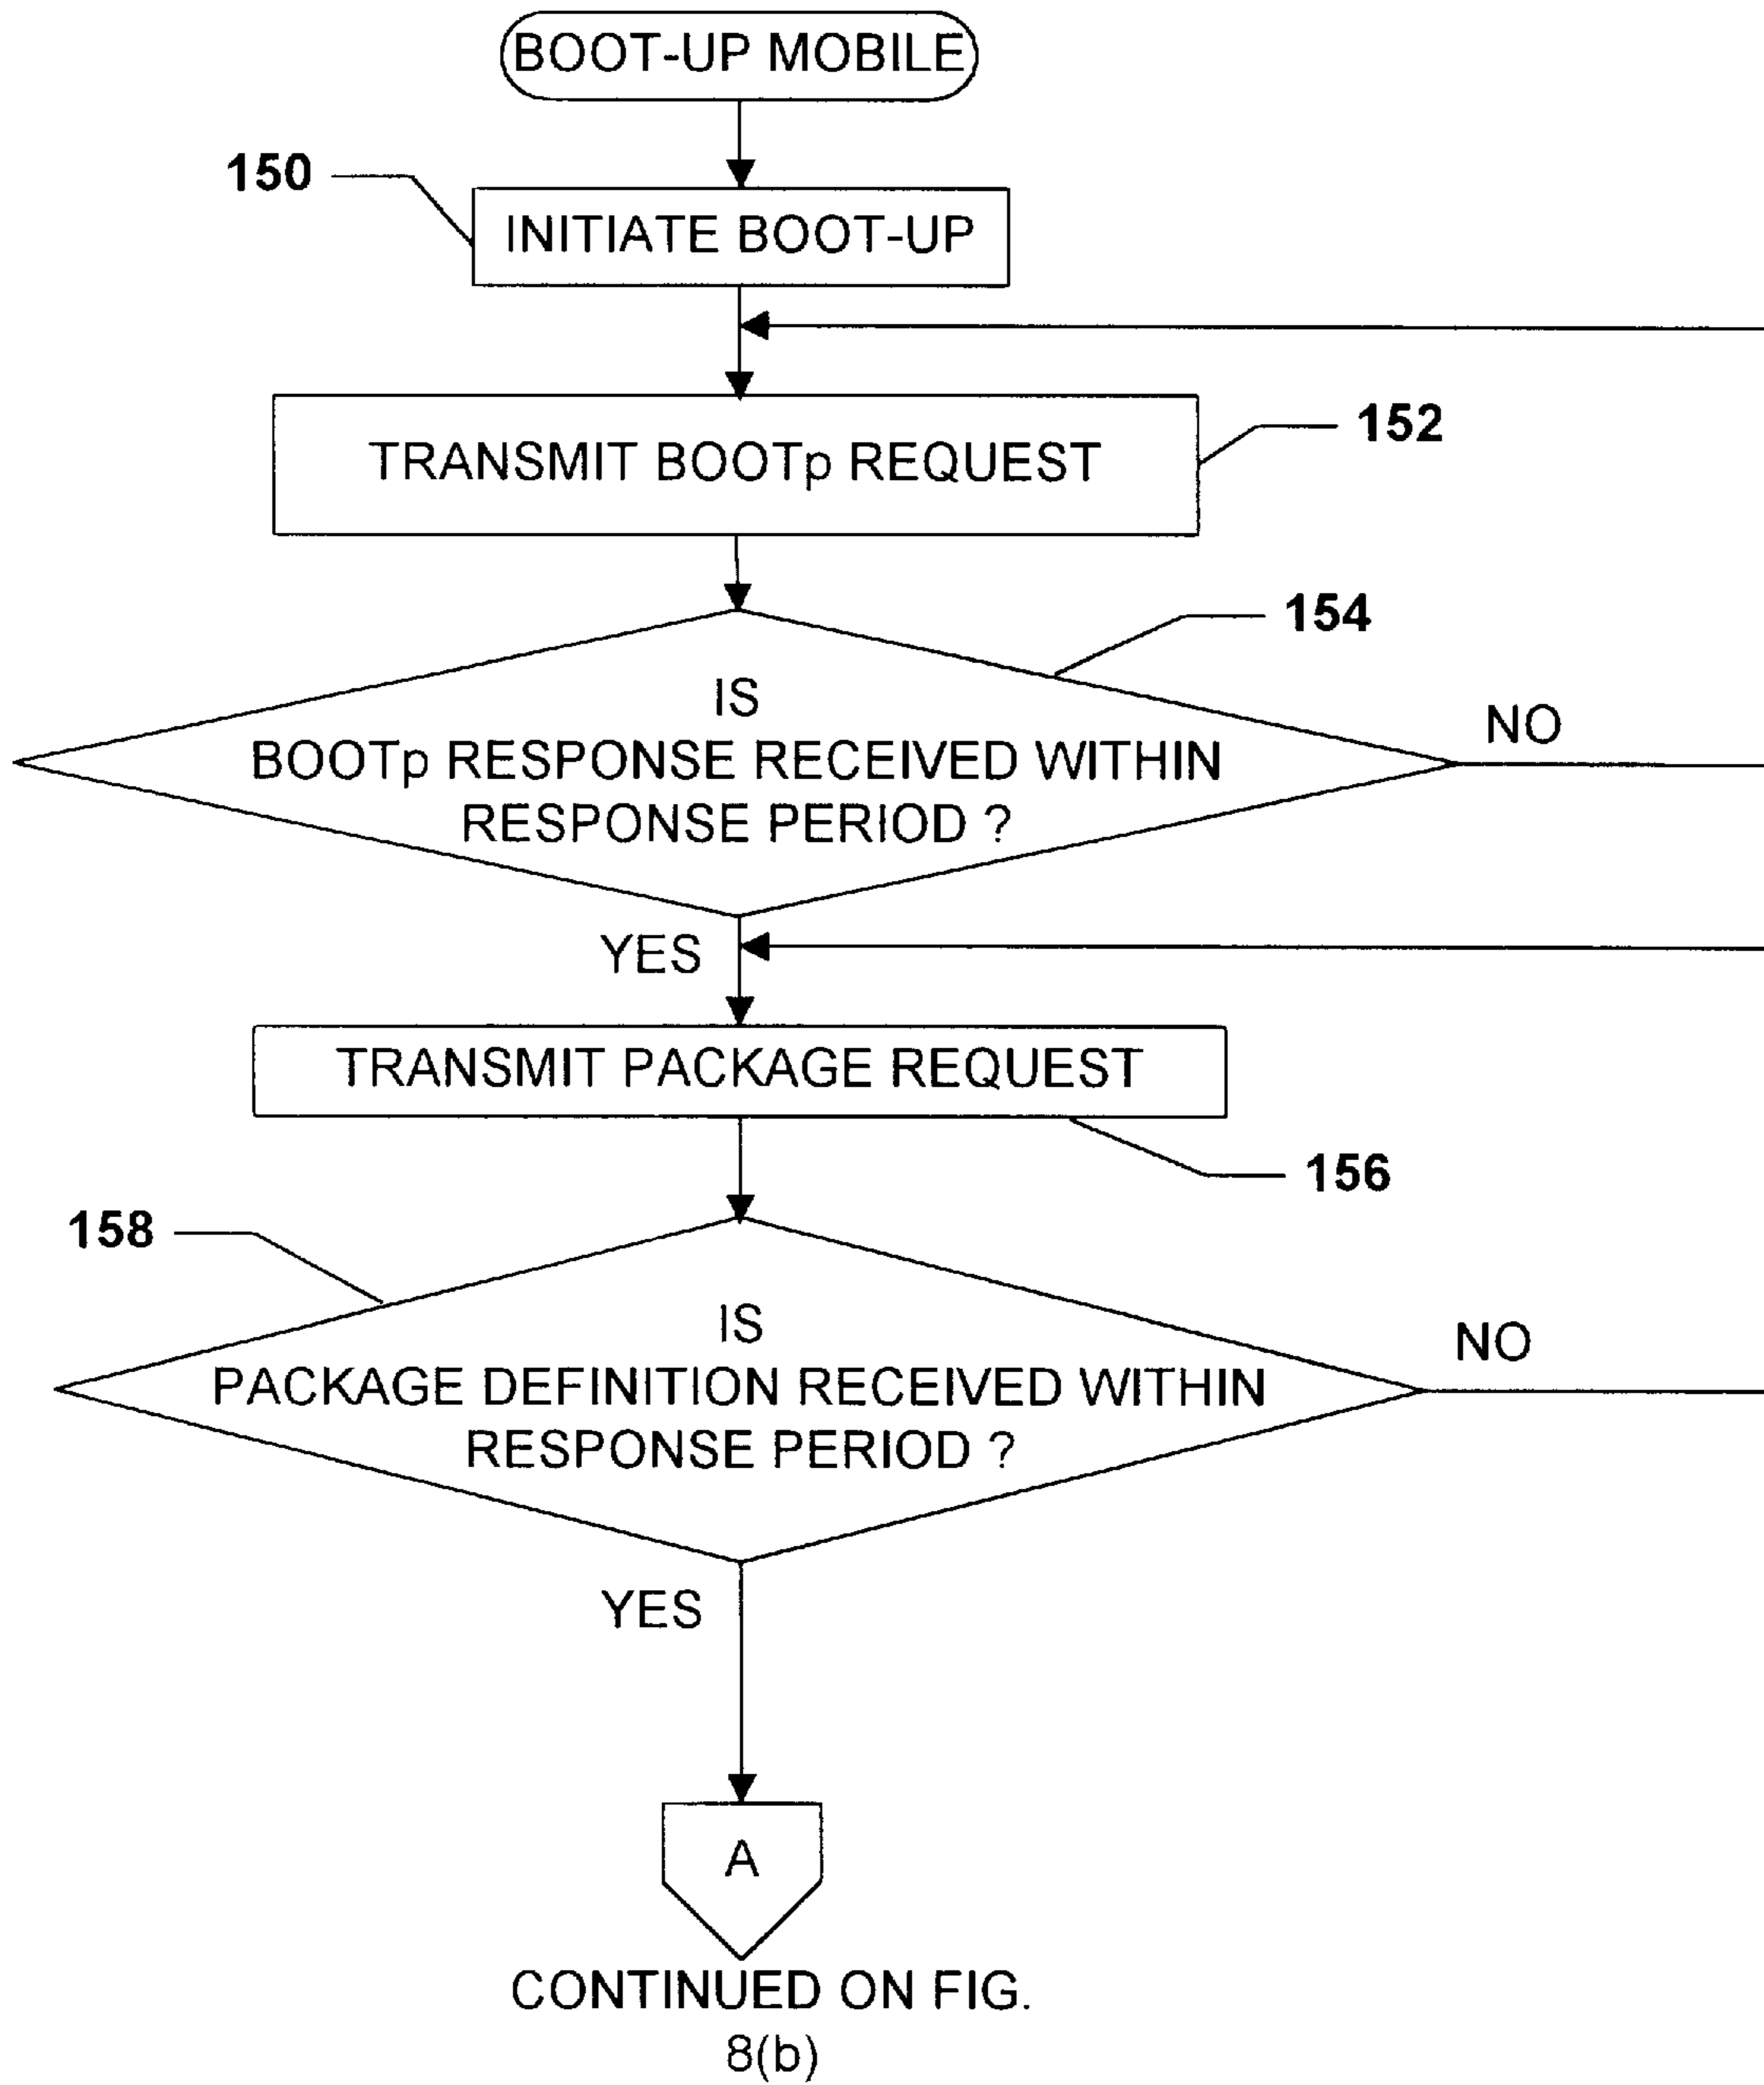 BOOT-UP MOBILE
150
INITIATE BOOT-UP
TRANSMIT BOOTp REQUEST
152
154
IS
BOOTp RESPONSE RECEIVED WITHIN
RESPONSE PERIOD ?
NO
YES
TRANSMIT PACKAGE REQUEST
156
158
IS
PACKAGE DEFINITION RECEIVED WITHIN
RESPONSE PERIOD ?
NO
YES
A
CONTINUED ON FIG.
8(b)